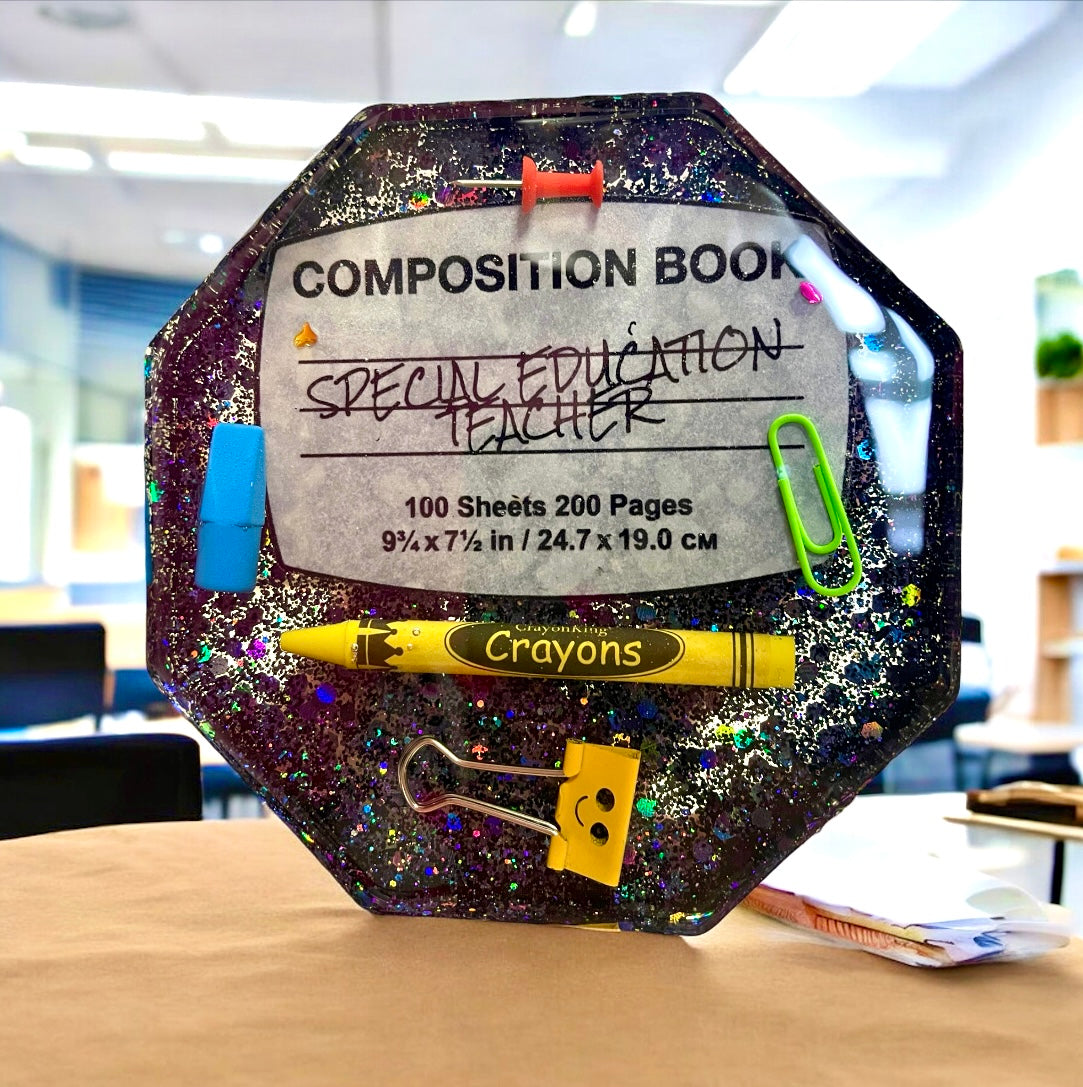 COMPOSITION BOOK
SPECIAL EDUCATION
TEACHER
100 Sheets 200 Pages
9¾ x 7½ in / 24.7 x 19.0 CM
CrayonKing
Crayons